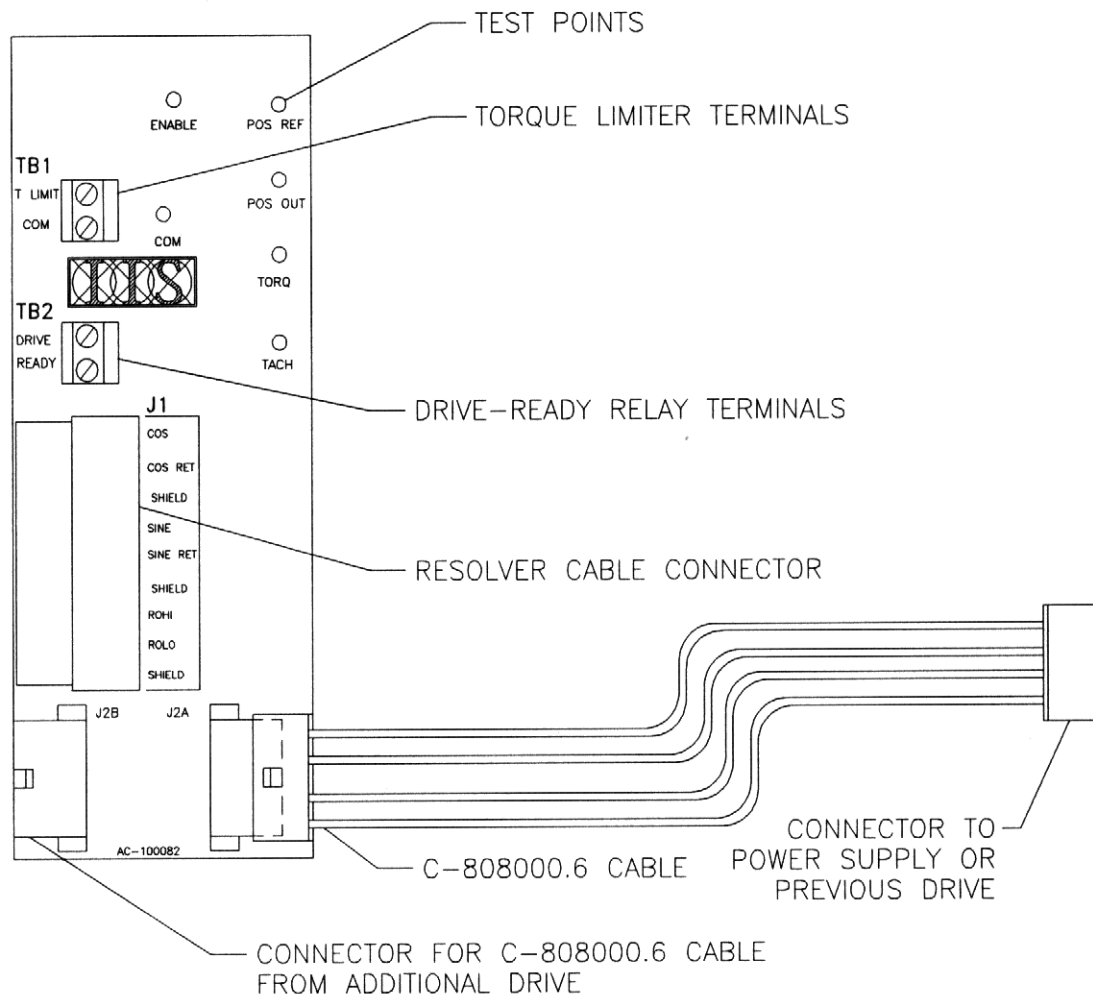 TEST POINTS
ENABLE
POS REF
TORQUE LIMITER TERMINALS
TB1
T LIMIT
COM
POS OUT
COM
IIS
TORQ
TB2
DRIVE
READY
TACH
DRIVE-READY RELAY TERMINALS
J1
COS
COS RET
SHIELD
SINE
SINE RET
SHIELD
ROHI
ROLO
SHIELD
RESOLVER CABLE CONNECTOR
J2B
J2A
AC-100082
C-808000.6 CABLE
CONNECTOR TO
POWER SUPPLY OR
PREVIOUS DRIVE
CONNECTOR FOR C-808000.6 CABLE
FROM ADDITIONAL DRIVE